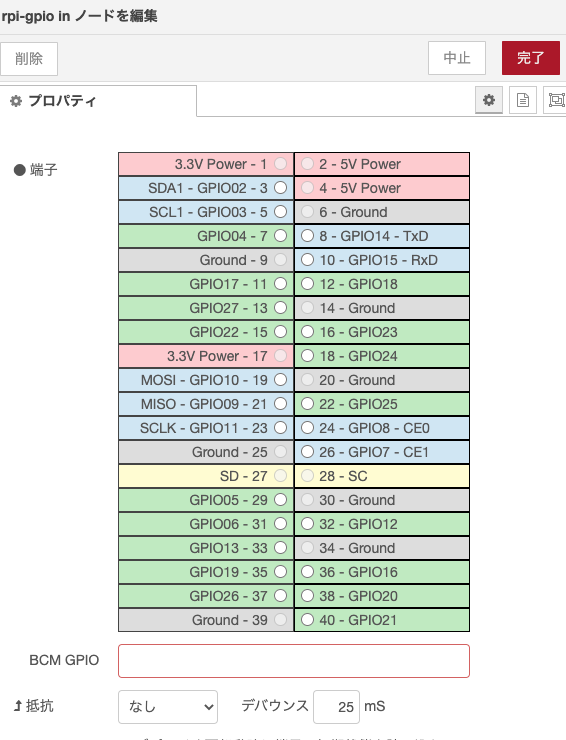 rpi-gpio in ノードを編集
削除 中止 完了
プロパティ
端子
3.3V Power - 1 2 - 5V Power
SDA1 - GPIO02 - 3 4 - 5V Power
SCL1 - GPIO03 - 5 6 - Ground
GPIO04 - 7 8 - GPIO14 - TxD
Ground - 9 10 - GPIO15 - RxD
GPIO17 - 11 12 - GPIO18
GPIO27 - 13 14 - Ground
GPIO22 - 15 16 - GPIO23
3.3V Power - 17 18 - GPIO24
MOSI - GPIO10 - 19 20 - Ground
MISO - GPIO09 - 21 22 - GPIO25
SCLK - GPIO11 - 23 24 - GPIO8 - CE0
Ground - 25 26 - GPIO7 - CE1
SD - 27 28 - SC
GPIO05 - 29 30 - Ground
GPIO06 - 31 32 - GPIO12
GPIO13 - 33 34 - Ground
GPIO19 - 35 36 - GPIO16
GPIO26 - 37 38 - GPIO20
Ground - 39 40 - GPIO21
BCM GPIO
抵抗 なし デバウンス 25 mS